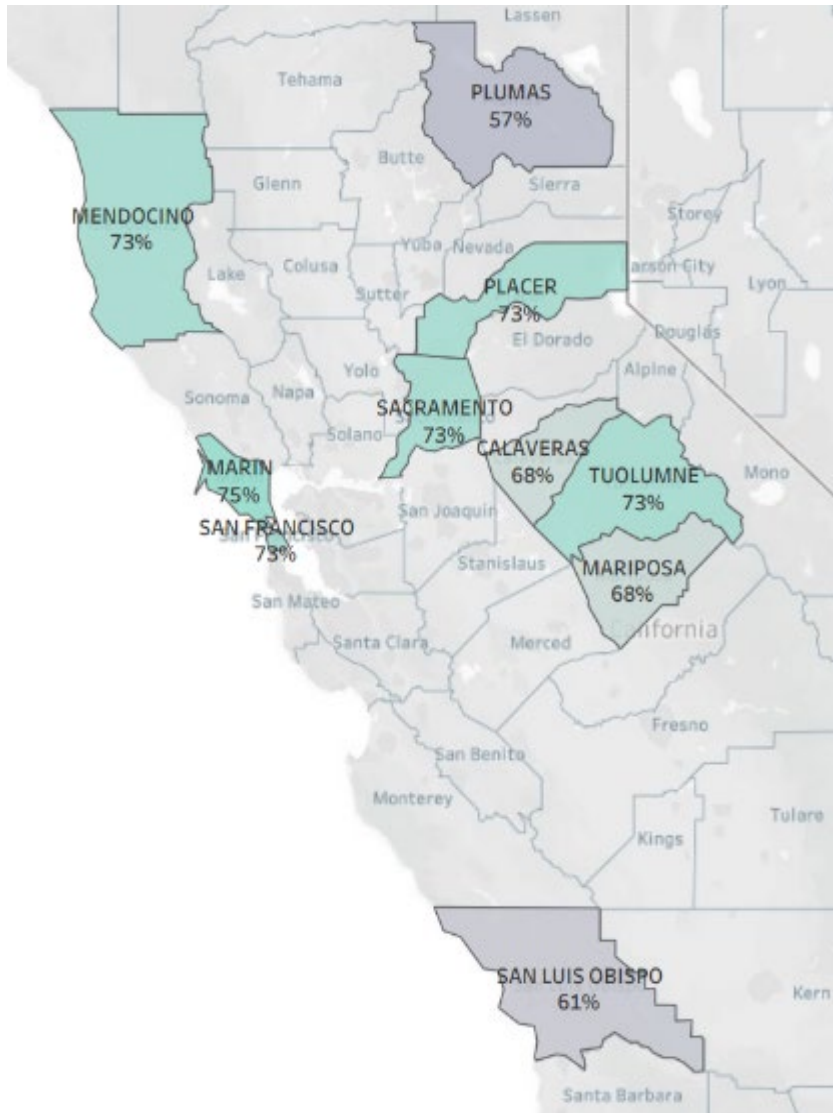 Lassen
Tehama
PLUMAS
57%
Butte
Glenn
Sierra
MENDOCINO
73%
Storey
Yuba
Nevada
Lake
Colusa
Carson City
Sutter
Lyon
PLACER
73%
El Dorado
Douglas
Yolo
Alpine
Napa
Sonoma
SACRAMENTO
73%
Solano
CALAVERAS
68%
MARIN
75%
TUOLUMNE
73%
Mono
San Joaquin
SAN FRANCISCO
73%
San Francisco
Stanislaus
MARIPOSA
68%
San Mateo
California
Santa Clara
Merced
Fresno
San Benito
Monterey
Tulare
Kings
SAN LUIS OBISPO
61%
Kern
Santa Barbara